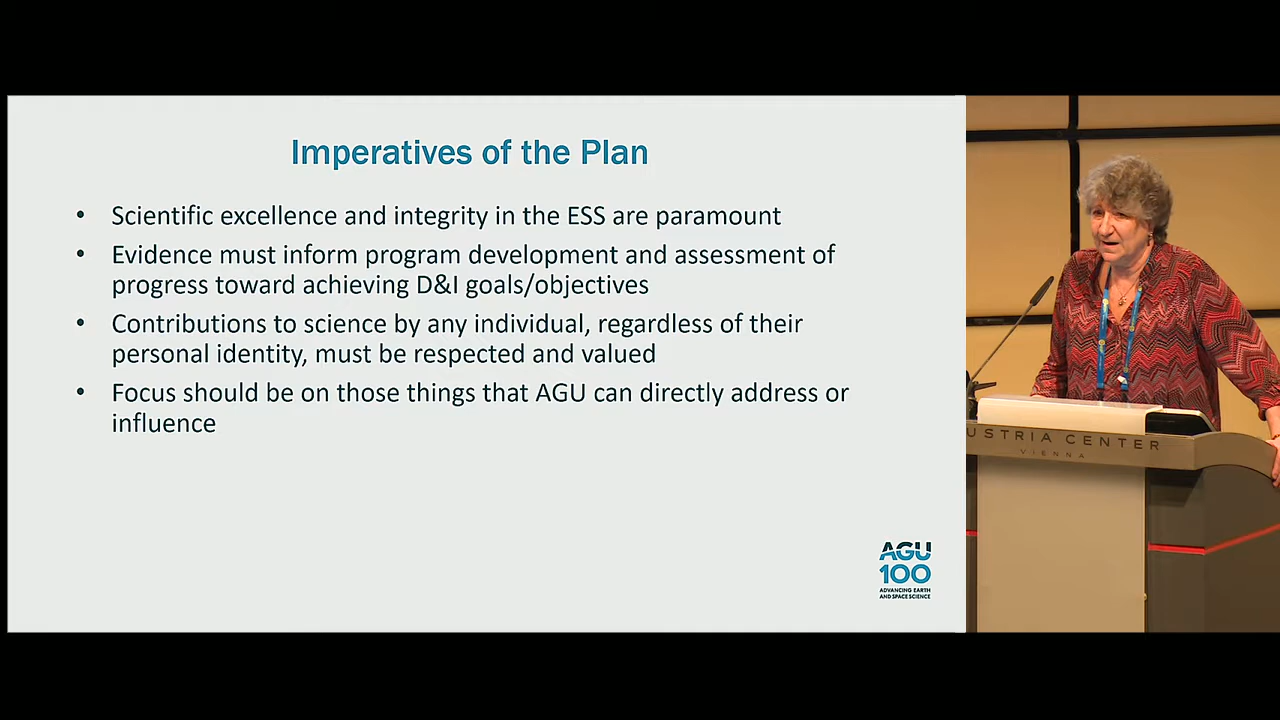 Imperatives of the Plan
• Scientific excellence and integrity in the ESS are paramount
• Evidence must inform program development and assessment of
progress toward achieving D&I goals/objectives
• Contributions to science by any individual, regardless of their
personal identity, must be respected and valued
• Focus should be on those things that AGU can directly address or
influence
AGU
100
ADVANCING EARTH
AND SPACE SCIENCE
USTRIA CENTER
VIENNA